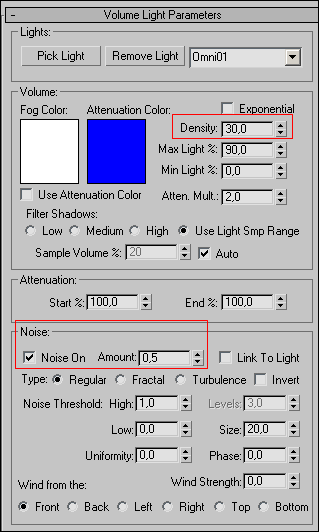 - Volume Light Parameters
Lights:
Pick Light Remove Light Omni01
Volume:
Fog Color: Attenuation Color: Exponential
Density: 30,0
Max Light %: 90,0
Min Light %: 0,0
Use Attenuation Color Atten. Mult.: 2,0
Filter Shadows:
Low Medium High Use Light Smp Range
Sample Volume %: 20 Auto
Attenuation:
Start %: 100,0 End %: 100,0
Noise:
Noise On Amount: 0,5 Link To Light
Type: Regular Fractal Turbulence Invert
Noise Threshold: High: 1,0 Levels: 3,0
Low: 0,0 Size: 20,0
Uniformity: 0,0 Phase: 0,0
Wind from the: Wind Strength: 0,0
Front Back Left Right Top Bottom